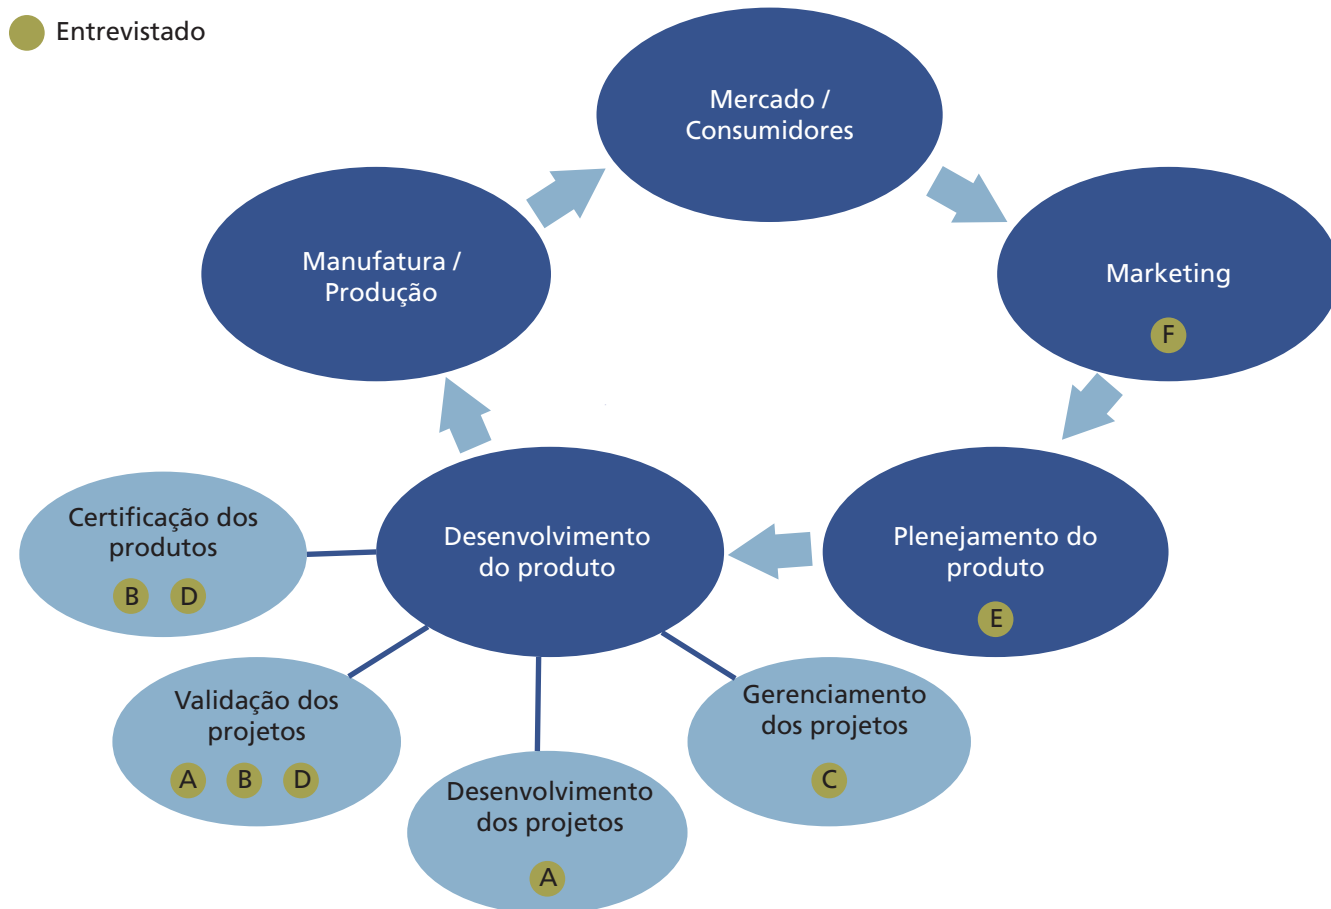 Entrevistado
Mercado /
Consumidores
Manufatura /
Produção
Marketing
F
Certificação dos
produtos
B D
Desenvolvimento
do produto
Plenejamento do
produto
E
Validação dos
projetos
A B D
Desenvolvimento
dos projetos
A
Gerenciamento
dos projetos
C